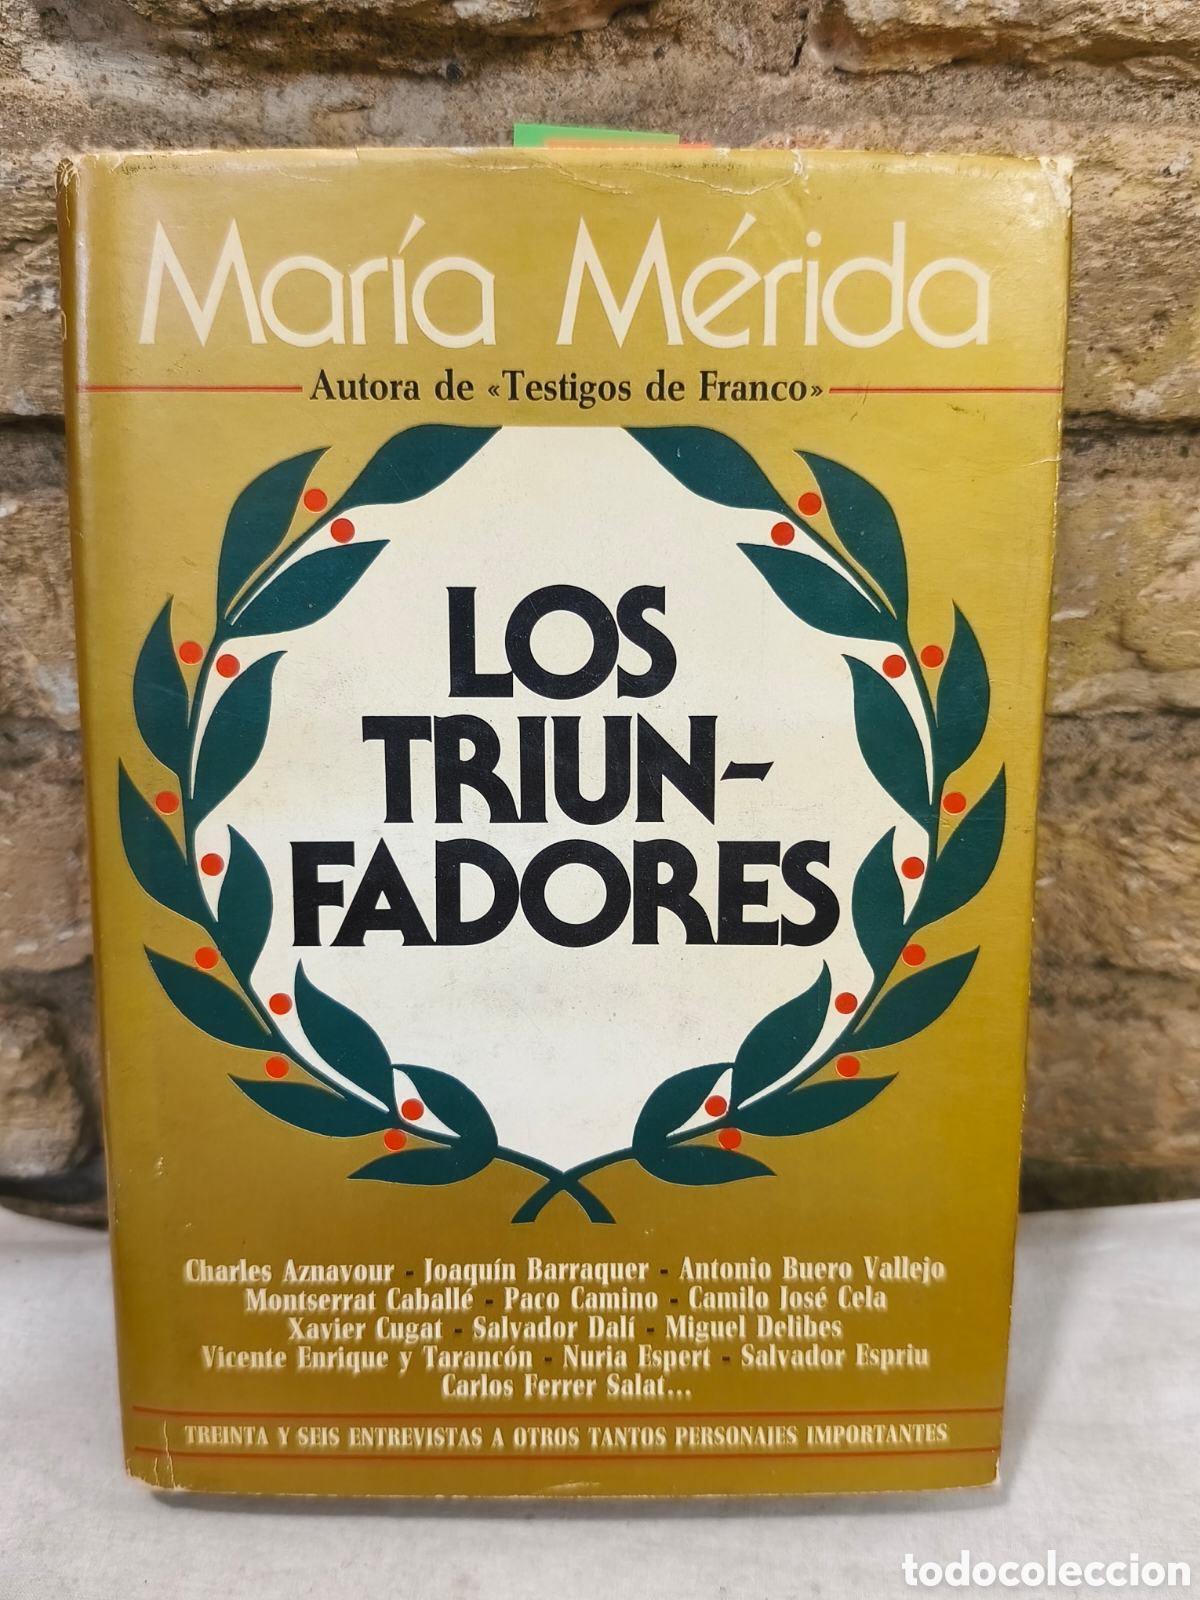 María Mérida
Autora de «Testigos de Franco»
LOS
TRIUN-
FADORES
Charles Aznavour - Joaquín Barraquer - Antonio Buero Vallejo
Montserrat Caballé - Paco Camino - Camilo José Cela
Xavier Cugat - Salvador Dalí - Miguel Delibes
Vicente Enrique y Tarancón - Nuria Espert - Salvador Espriu
Carlos Ferrer Salat...
TREINTA Y SEIS ENTREVISTAS A OTROS TANTOS PERSONAJES IMPORTANTES
todocoleccion